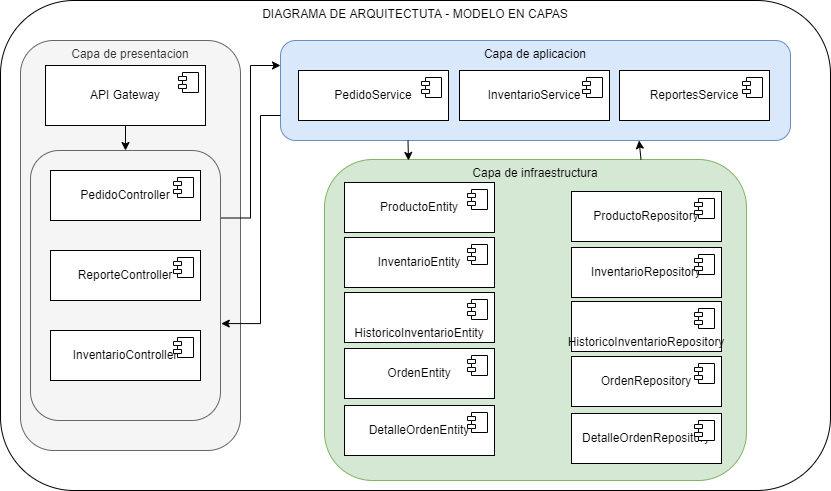 DIAGRAMA DE ARQUITECTUTA - MODELO EN CAPAS
Capa de presentacion
API Gateway
PedidoController
ReporteController
InventarioController
Capa de aplicacion
PedidoService
InventarioService
ReportesService
Capa de infraestructura
ProductoEntity
InventarioEntity
HistoricoInventarioEntity
OrdenEntity
DetalleOrdenEntity
ProductoRepository
InventarioRepository
HistoricoInventarioRepository
OrdenRepository
DetalleOrdenRepository